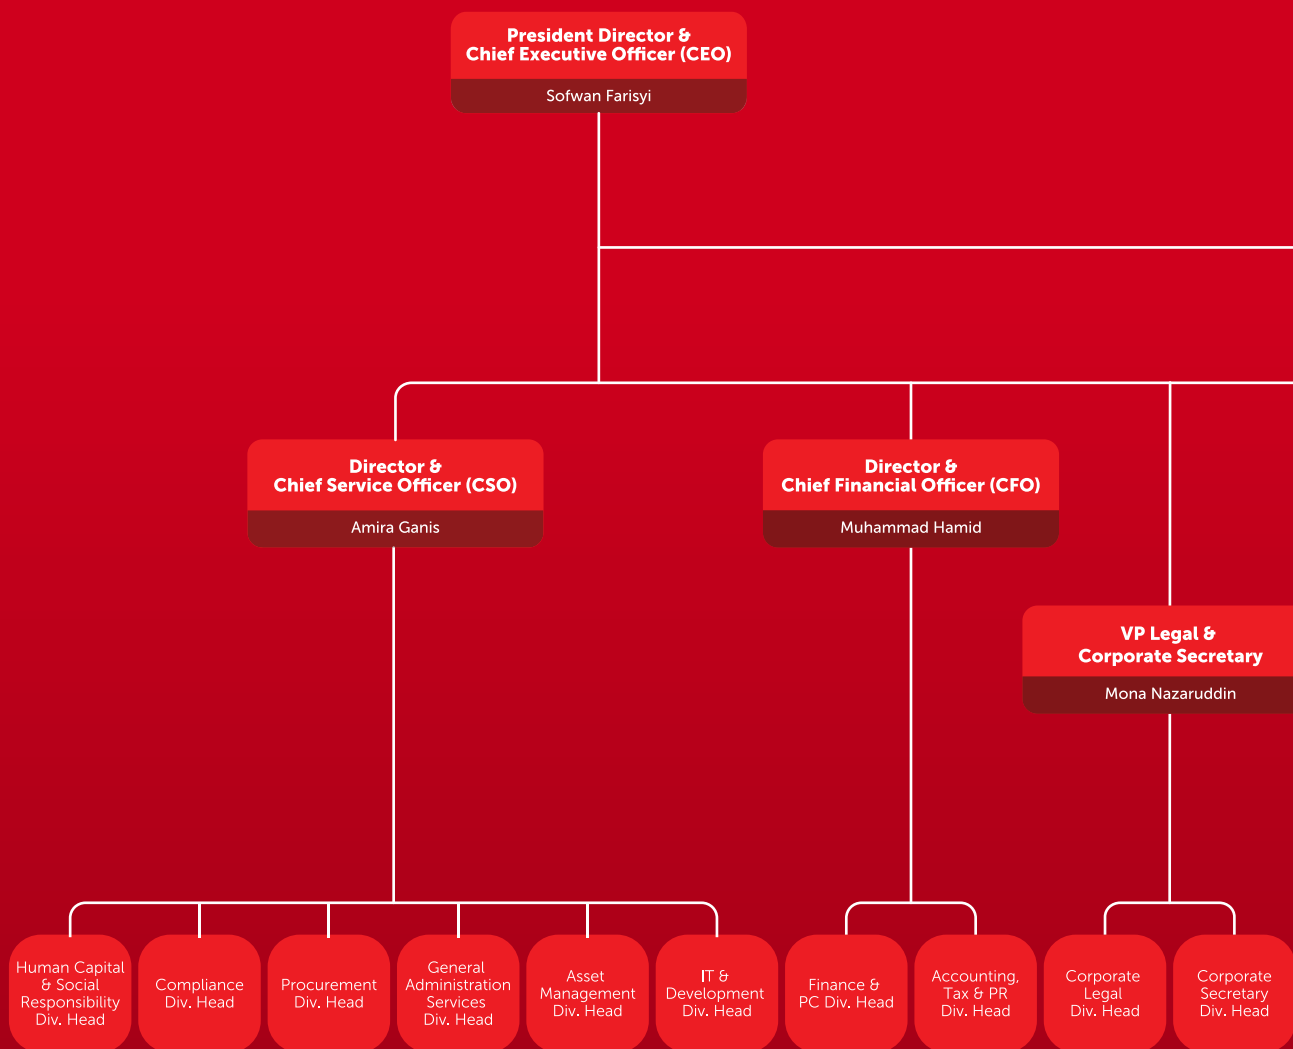 President Director &
Chief Executive Officer (CEO)
Sofwan Farisyi
Director &
Chief Service Officer (CSO)
Amira Ganis
Director &
Chief Financial Officer (CFO)
Muhammad Hamid
VP Legal &
Corporate Secretary
Mona Nazaruddin
Human Capital
& Social
Responsibility
Div. Head
Compliance
Div. Head
Procurement
Div. Head
General
Administration
Services
Div. Head
Asset
Management
Div. Head
IT &
Development
Div. Head
Finance &
PC Div. Head
Accounting,
Tax & PR
Div. Head
Corporate
Legal
Div. Head
Corporate
Secretary
Div. Head